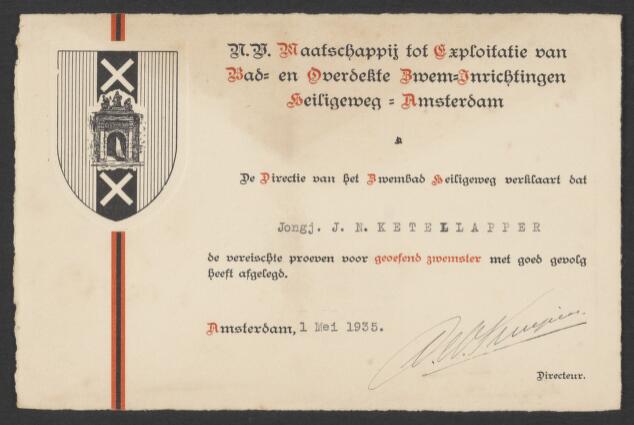 N.V. Maatschappij tot Exploitatie van
Bad- en Overdekte Zwem-Inrichtingen
Heiligeweg - Amsterdam
De Directie van het Zwembad Heiligeweg verklaart dat
Jongj. J. N. KETELLAPPER
de vereischte proeven voor geoefend zwemster met goed gevolg
heeft afgelegd.
Amsterdam, 1 Mei 1935.
Directeur.